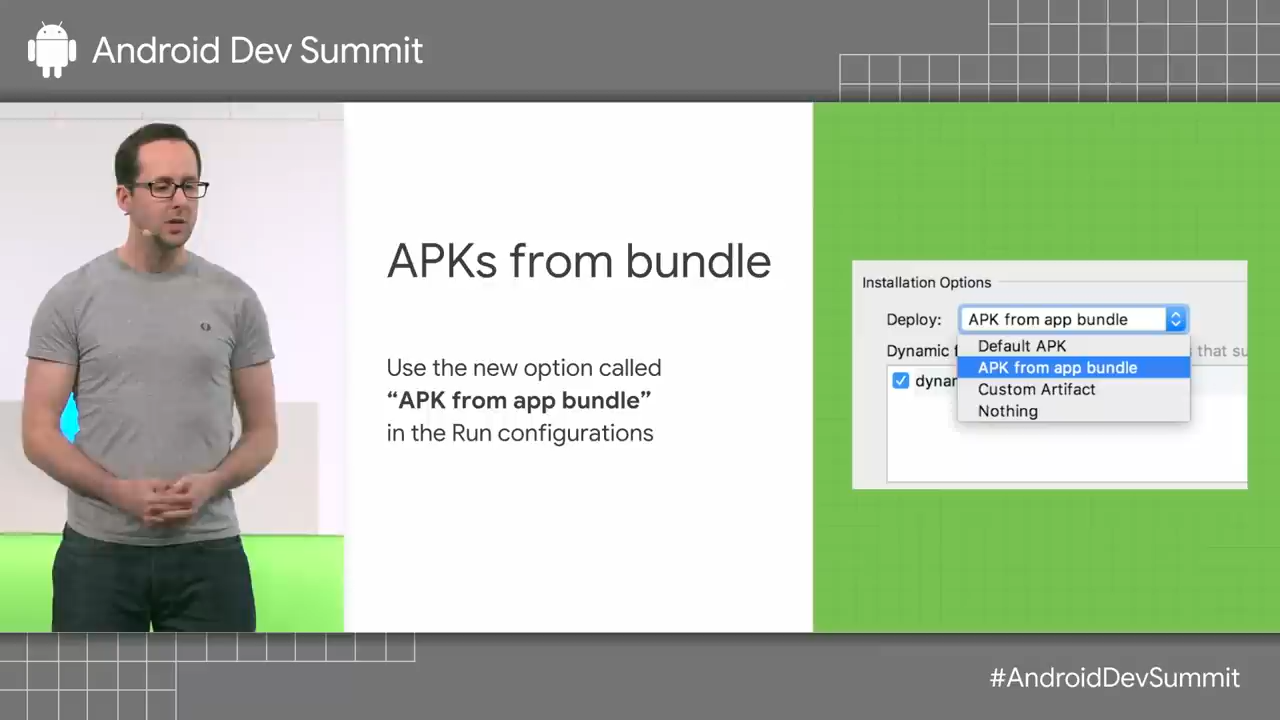 Android Dev Summit
APKs from bundle
Use the new option called
“APK from app bundle”
in the Run configurations
Installation Options
Deploy: APK from app bundle
Default APK
Dynamic that su
APK from app bundle
Custom Artifact
Nothing
#AndroidDevSummit